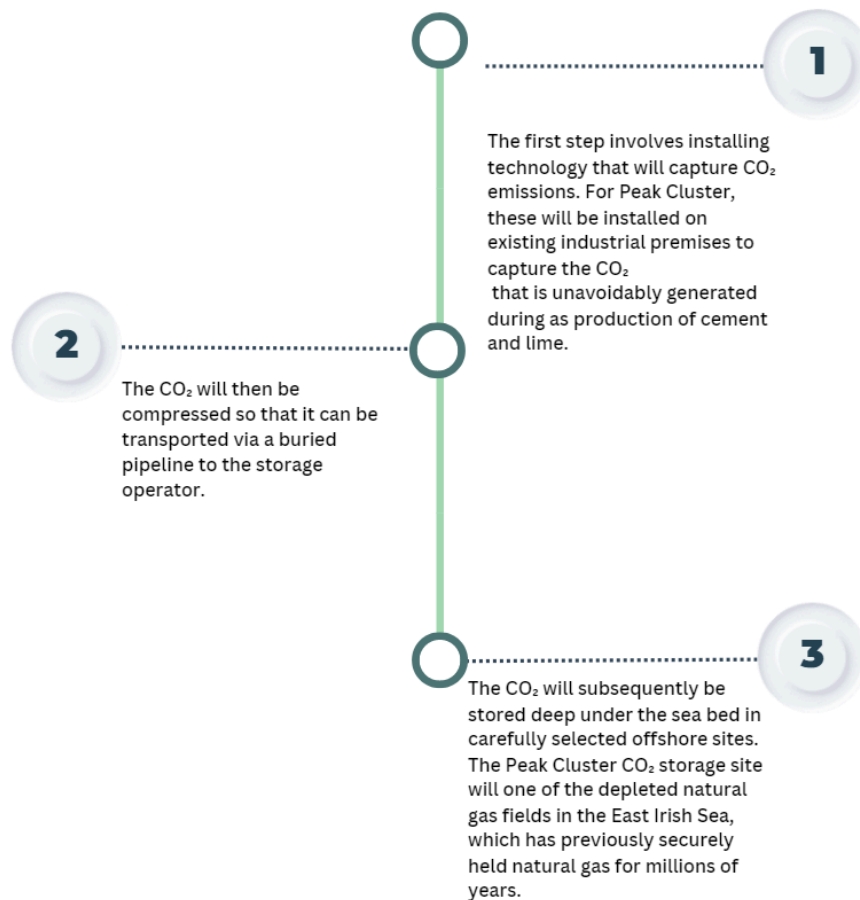 1
The first step involves installing
technology that will capture CO₂
emissions. For Peak Cluster,
these will be installed on
existing industrial premises to
capture the CO₂
that is unavoidably generated
during as production of cement
and lime.
2
The CO₂ will then be
compressed so that it can be
transported via a buried
pipeline to the storage
operator.
3
The CO₂ will subsequently be
stored deep under the sea bed in
carefully selected offshore sites.
The Peak Cluster CO₂ storage site
will one of the depleted natural
gas fields in the East Irish Sea,
which has previously securely
held natural gas for millions of
years.